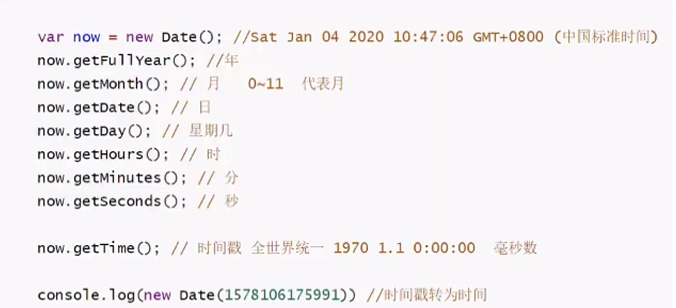 var now = new Date(); //Sat Jan 04 2020 10:47:06 GMT+0800 (中国标准时间)
now.getFullYear(); //年
now.getMonth(); // 月   0~11  代表月
now.getDate(); // 日
now.getDay(); // 星期几
now.getHours(); // 时
now.getMinutes(); // 分
now.getSeconds(); // 秒
now.getTime(); // 时间戳 全世界统一 1970 1.1 0:00:00  毫秒数
console.log(new Date(1578106175991)) //时间戳转为时间